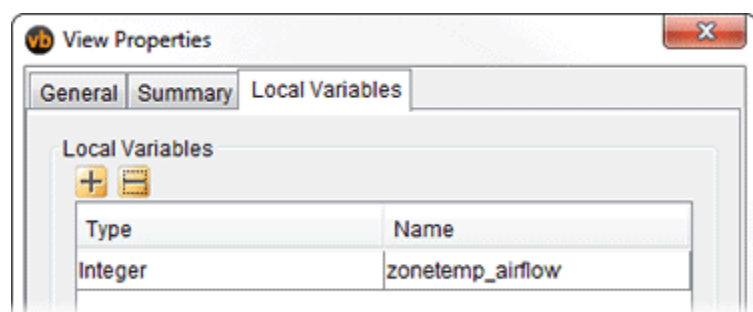 vb View Properties
General Summary Local Variables
Local Variables
Type Name
Integer zonetemp_airflow